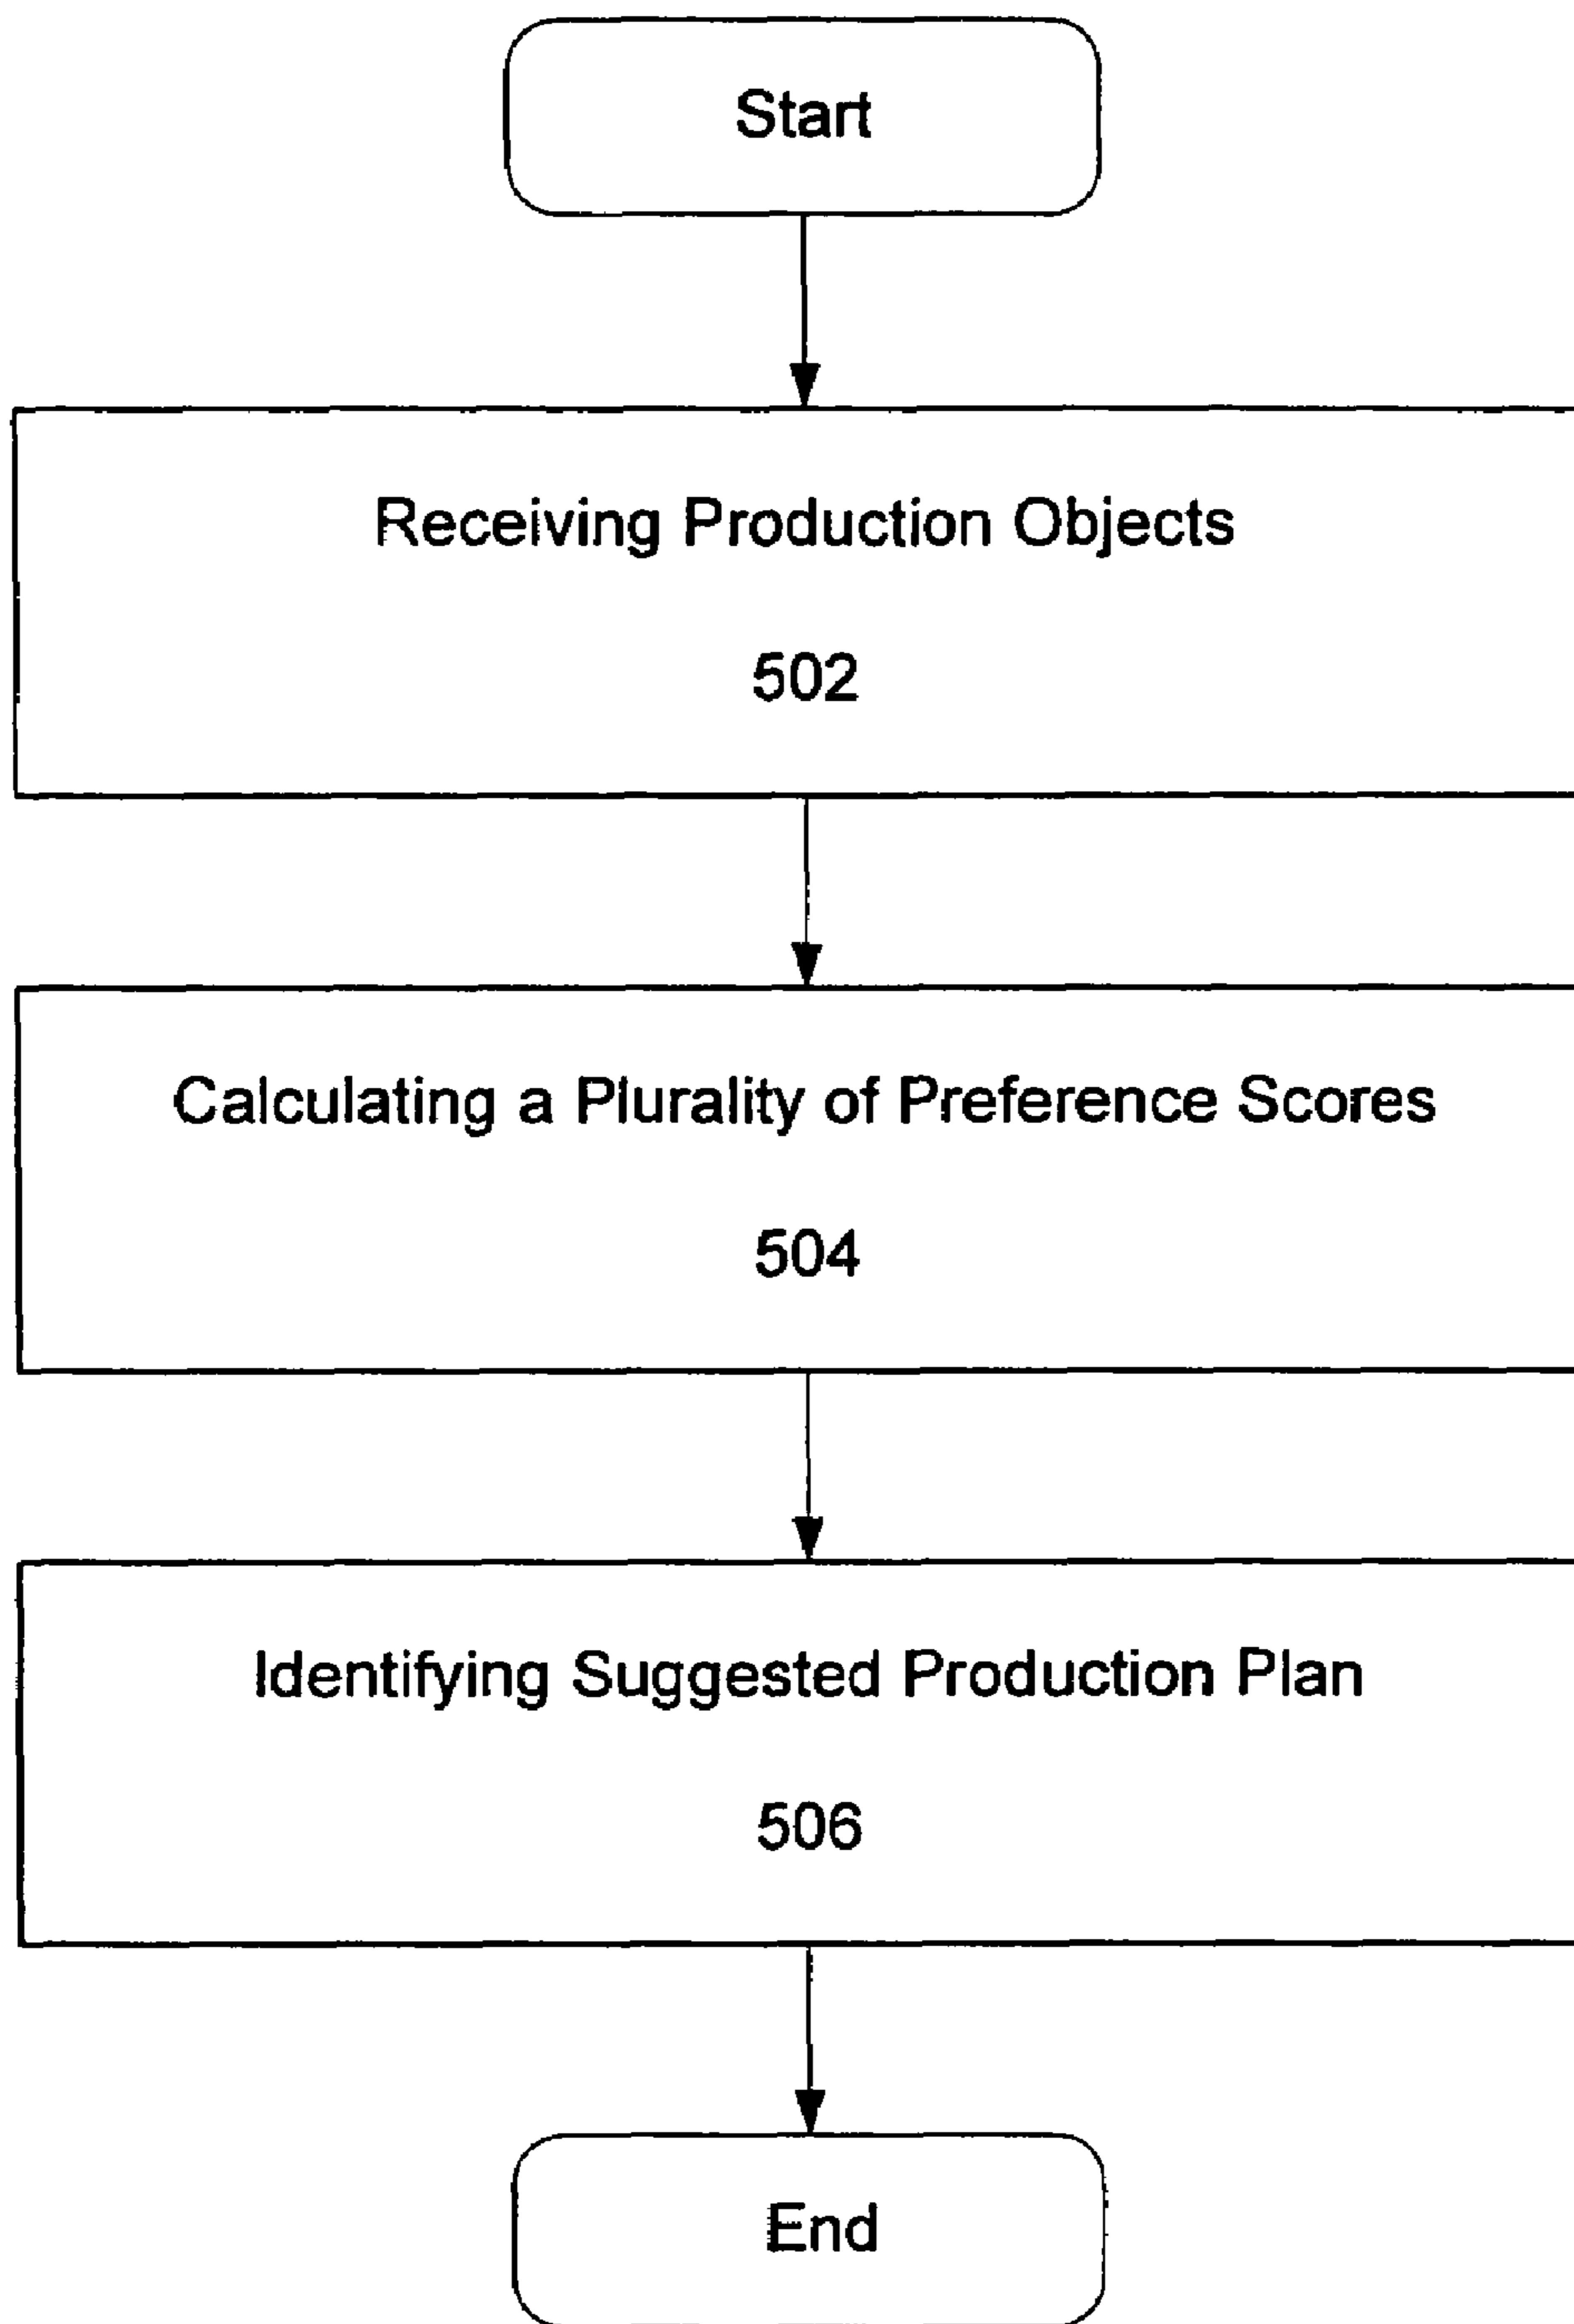 Start
Receiving Production Objects
502
Calculating a Plurality of Preference Scores
504
Identifying Suggested Production Plan
506
End